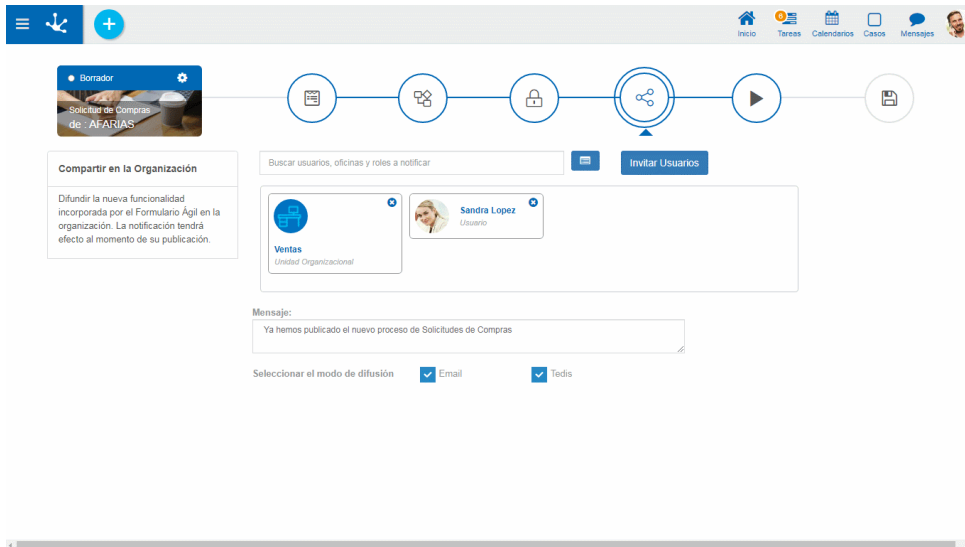 6
Inicio
Tareas
Calendarios
Casos
Mensajes
Borrador
Solicitud de Compras
de : AFARIAS
Compartir en la Organización
Difundir la nueva funcionalidad
incorporada por el Formulario Ágil en la
organización. La notificación tendrá
efecto al momento de su publicación.
Buscar usuarios, oficinas y roles a notificar
Invitar Usuarios
Ventas
Unidad Organizacional
Sandra Lopez
Usuario
Mensaje:
Ya hemos publicado el nuevo proceso de Solicitudes de Compras
Seleccionar el modo de difusión
Email
Tedis